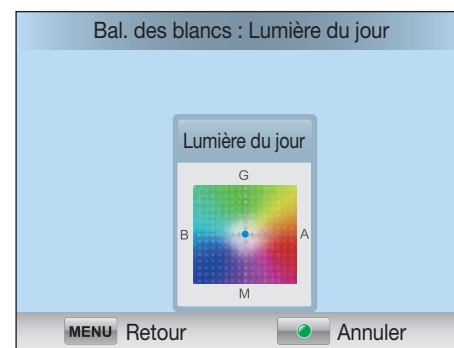 Bal. des blancs : Lumière du jour
Lumière du jour
G
B A
M
MENU Retour Annuler